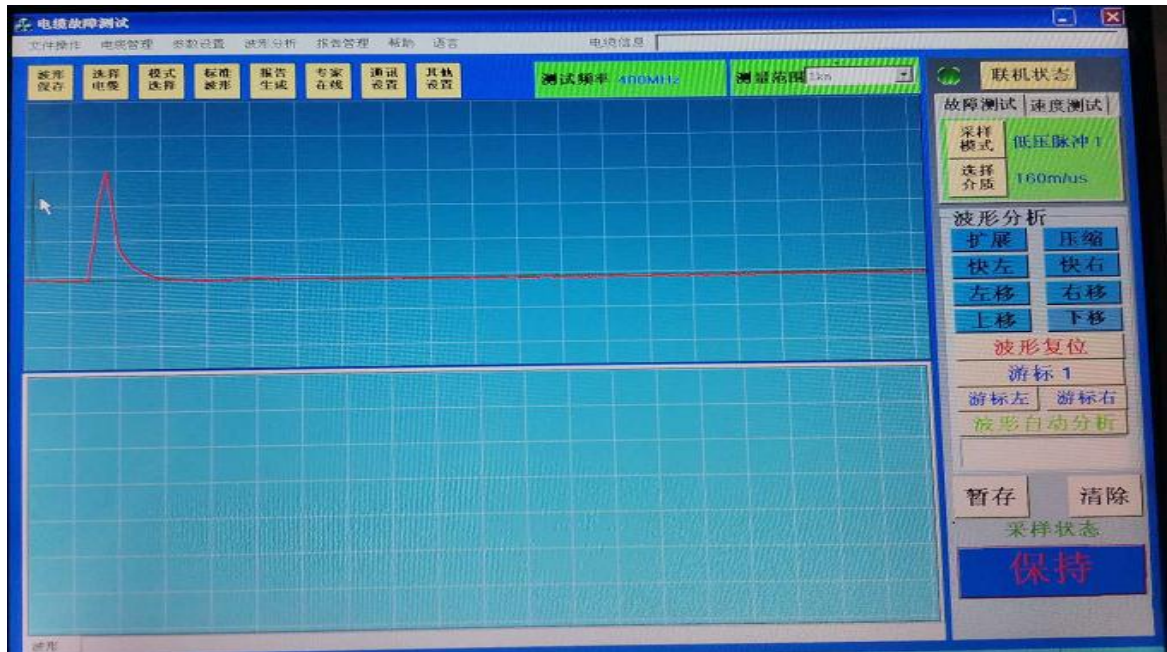 电缆故障测试
文件操作 电缆管理 参数设置 波形分析 报告管理 帮助 语言 电缆信息
波形保存 选择电缆 模式选择 标准波形 报告生成 专家在线 通讯设置 其他设置 测试频率 400MHz 测量范围 1km 联机状态
故障测试 速度测试
采样模式 低压脉冲1
选择介质 160m/us
波形分析
扩展 压缩
快左 快右
左移 右移
上移 下移
波形复位
游标1
游标左 游标右
波形自动分析
暂存 清除
采样状态
保持
波形